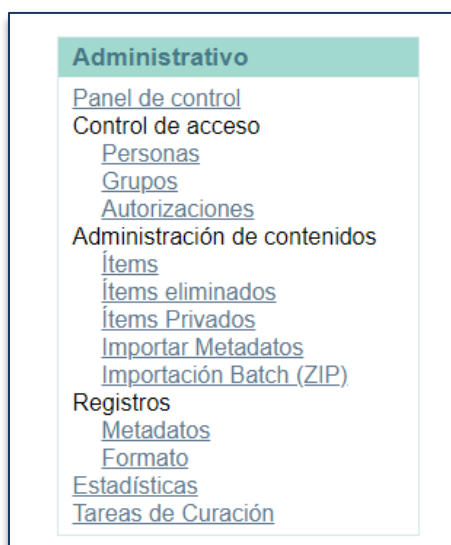 Administrativo
Panel de control
Control de acceso
Personas
Grupos
Autorizaciones
Administración de contenidos
Ítems
Ítems eliminados
Ítems Privados
Importar Metadatos
Importación Batch (ZIP)
Registros
Metadatos
Formato
Estadísticas
Tareas de Curación